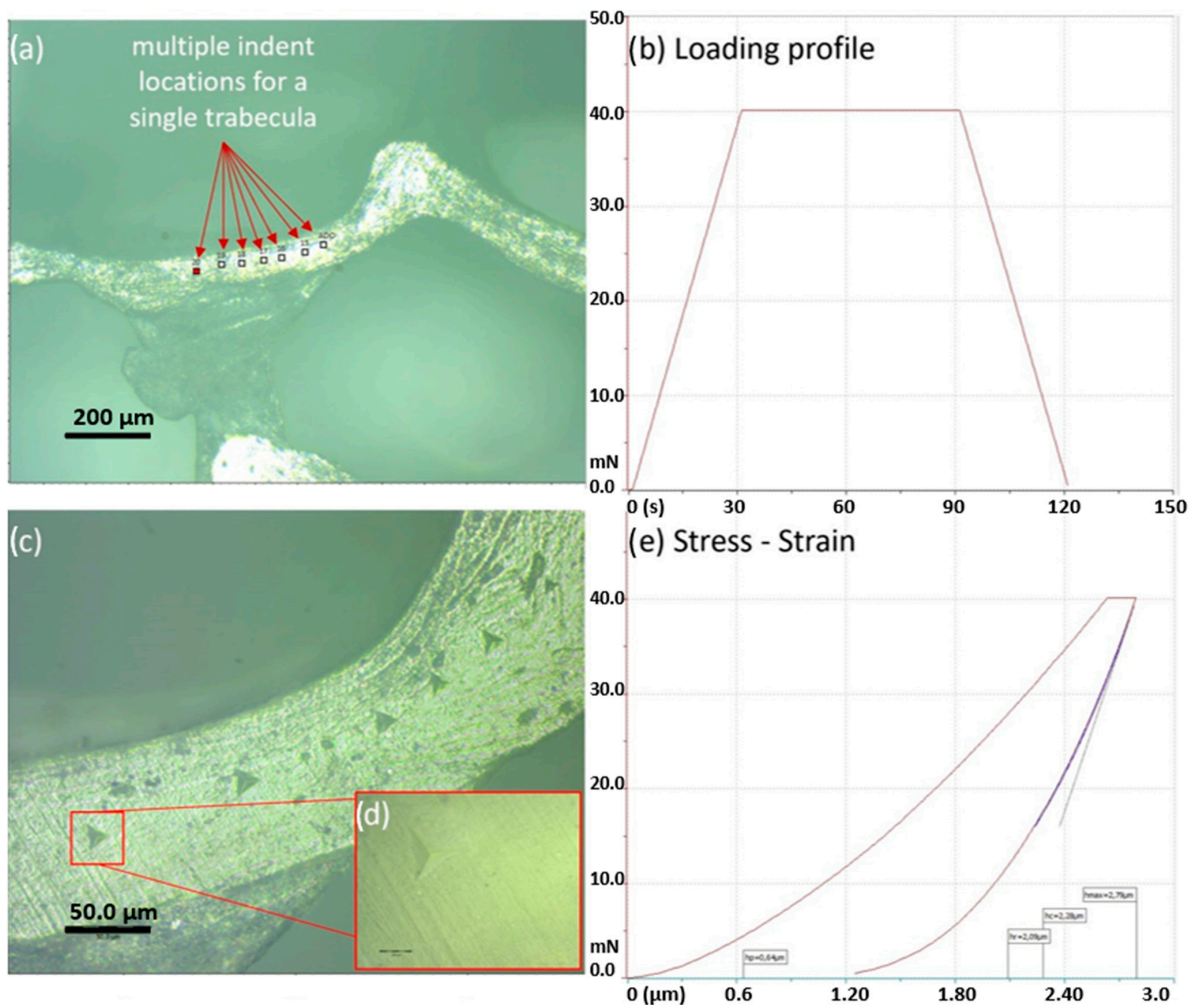 (a)
multiple indent
locations for a
single trabecula
200 µm
(b) Loading profile
50.0
40.0
30.0
20.0
10.0
mN
0.0
0 (s)
30
60
90
120
150
(c)
(d)
50.0 µm
(e) Stress - Strain
40.0
30.0
20.0
10.0
mN
0.0
hmax=2,79µm
hc=2,28µm
hr=2,09µm
hp=0,64µm
0 (µm)
0.6
1.20
1.80
2.40
3.0